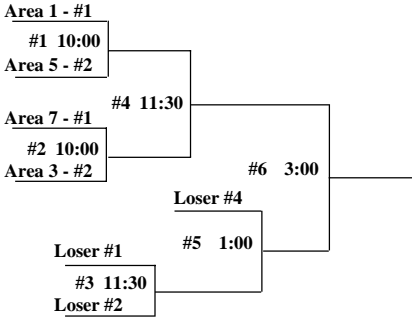 Area 1 - #1
#1 10:00
Area 5 - #2
#4 11:30
Area 7 - #1
#2 10:00
Area 3 - #2
#6 3:00
Loser #4
#5 1:00
Loser #1
#3 11:30
Loser #2